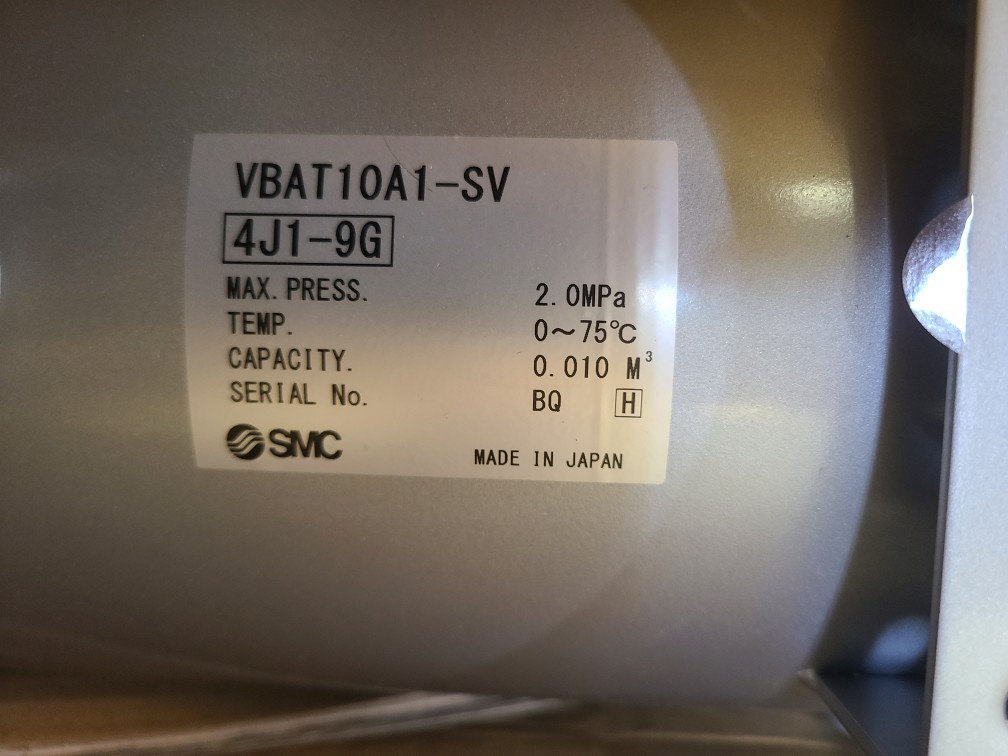 VBAT10A1-SV
4J1-9G
MAX. PRESS. 2.0MPa
TEMP. 0～75℃
CAPACITY. 0.010 M³
SERIAL No. BQ H
SMC MADE IN JAPAN